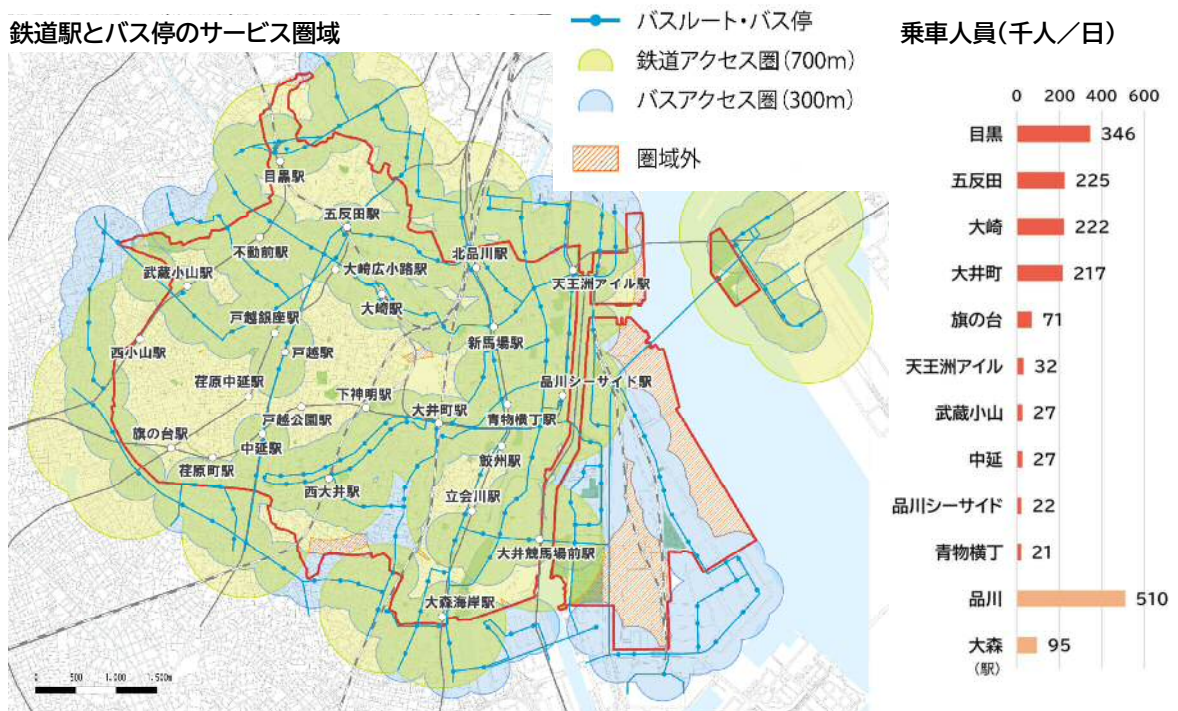 鉄道駅とバス停のサービス圏域
バスルート・バス停
鉄道アクセス圏(700m)
バスアクセス圏(300m)
圏域外
目黒駅
五反田駅
不動前駅
北品川駅
武蔵小山駅
大崎広小路駅
天王洲アイル駅
大崎駅
戸越銀座駅
新馬場駅
西小山駅
戸越駅
荏原中延駅
下神明駅
品川シーサイド駅
戸越公園駅
大井町駅
青物横丁駅
旗の台駅
中延駅
荏原町駅
鮫洲駅
西大井駅
立会川駅
大井競馬場前駅
大森海岸駅
0 500 1,000 1,500m
乗車人員(千人/日)
0 200 400 600
目黒 346
五反田 225
大崎 222
大井町 217
旗の台 71
天王洲アイル 32
武蔵小山 27
中延 27
品川シーサイド 22
青物横丁 21
品川 510
大森 95
(駅)